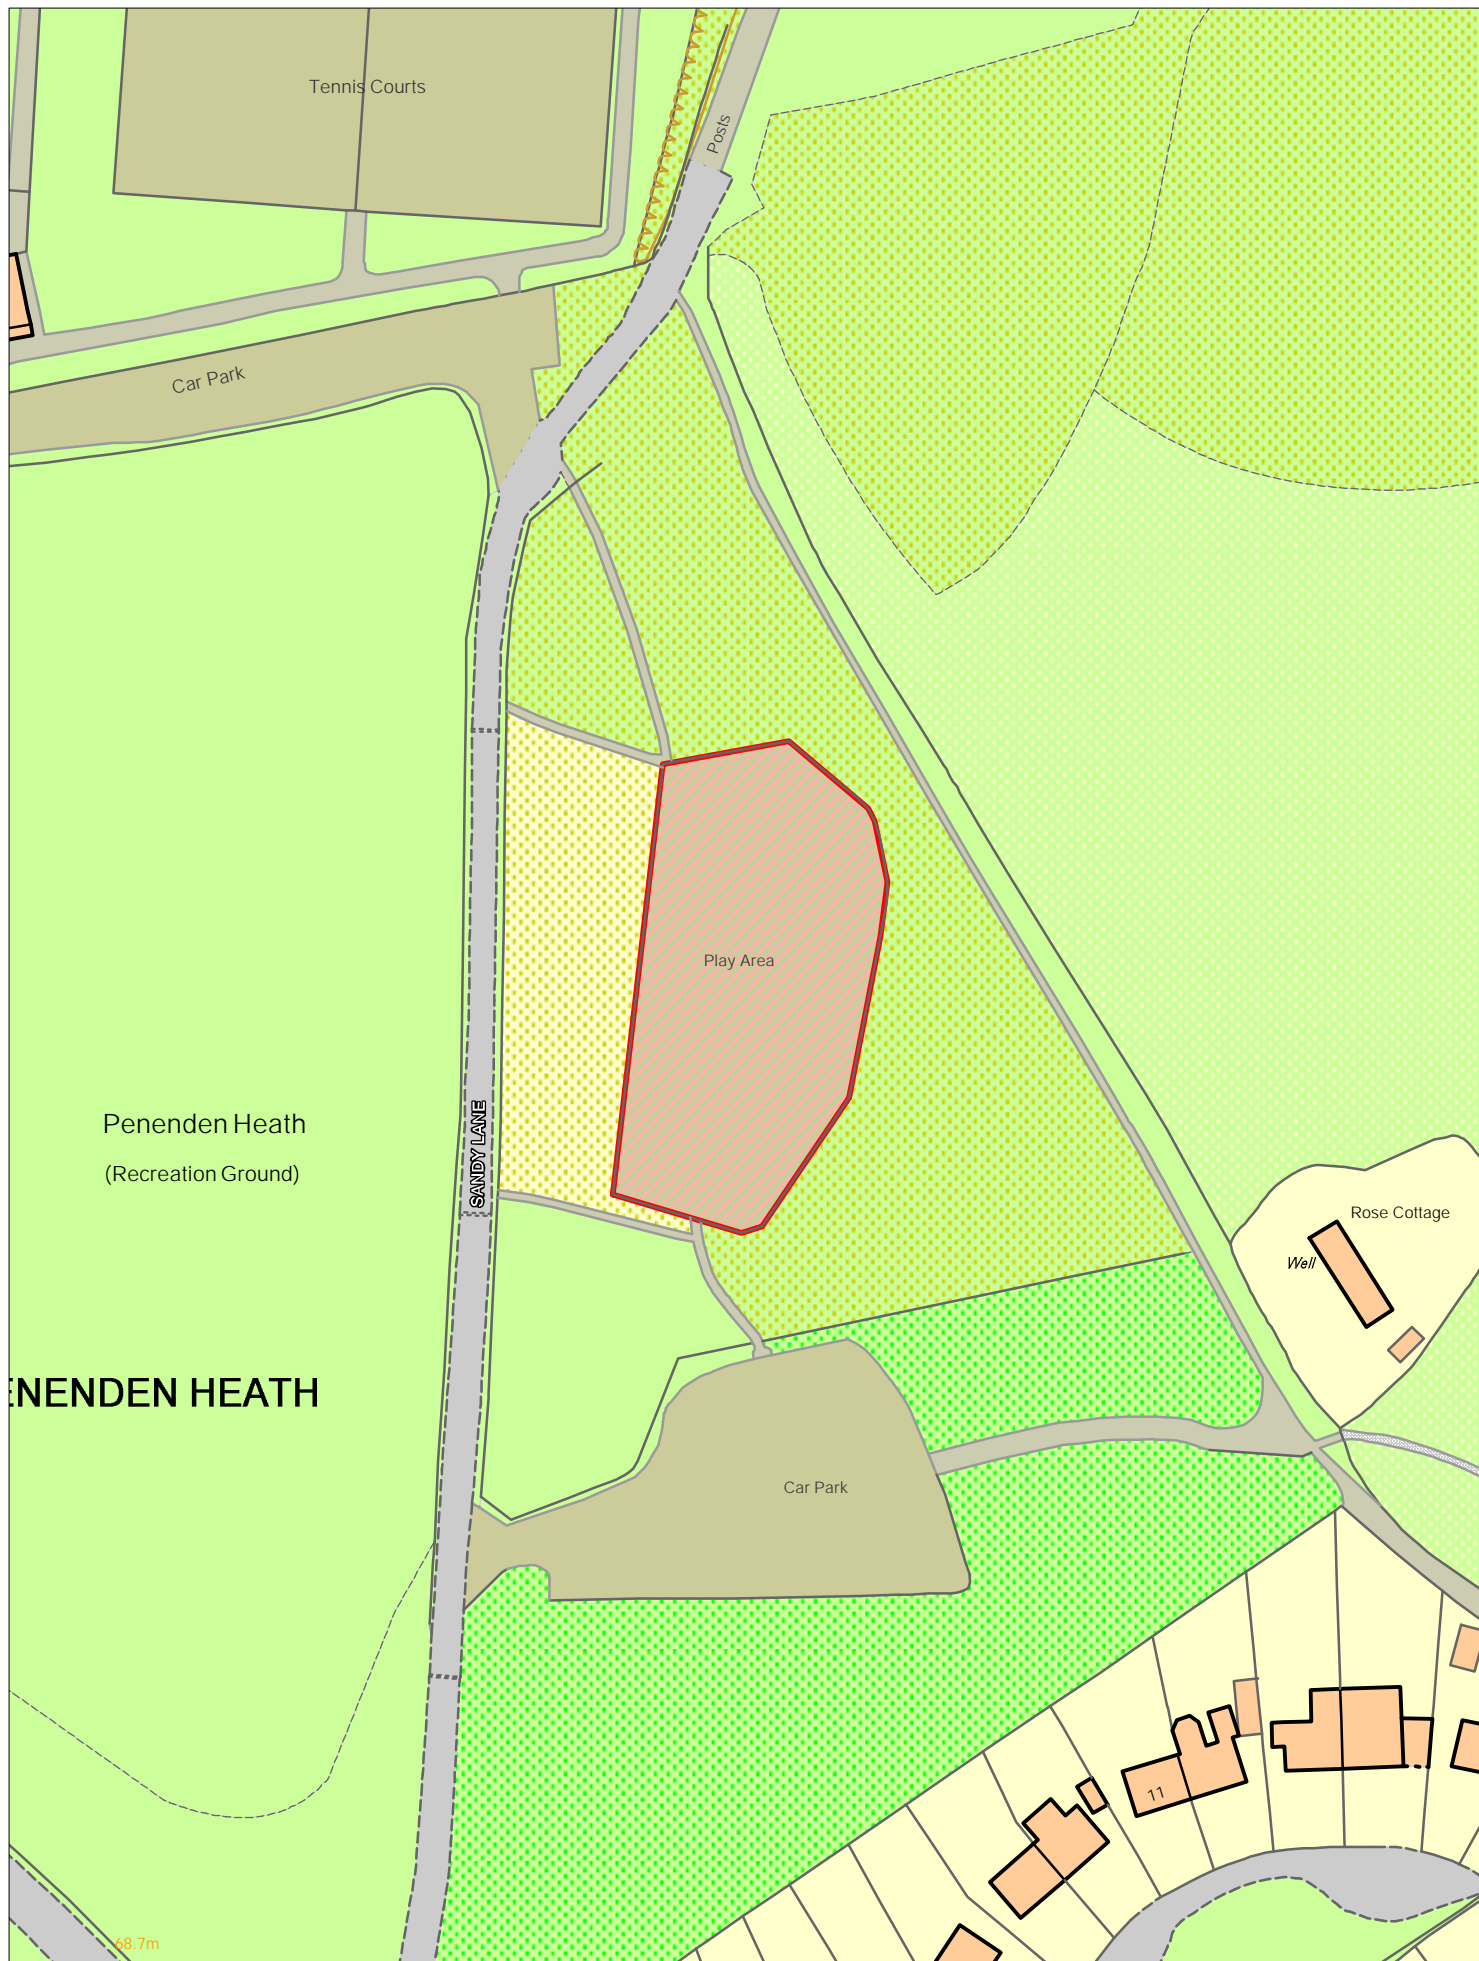 Tennis Courts
Posts
Car Park
Play Area
SANDY LANE
Penenden Heath
(Recreation Ground)
Rose Cottage
Well
ENENDEN HEATH
Car Park
11
68.7m